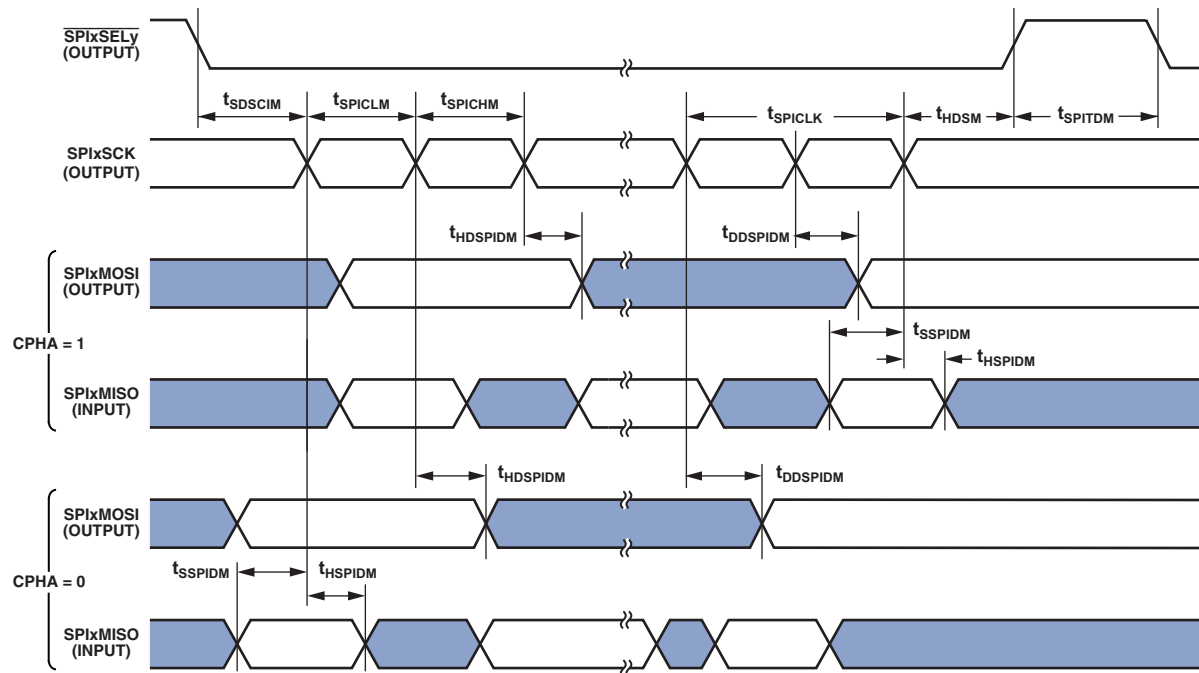 SPIxSELy
(OUTPUT)
tSDSCIM
tSPICLM
tSPICHM
tSPICLK
tHDSM
tSPITDM
SPIxSCK
(OUTPUT)
tHDSPIDM
tDDSPIDM
SPIxMOSI
(OUTPUT)
tSSPIDM
CPHA = 1
tHSPIDM
SPIxMISO
(INPUT)
tHDSPIDM
tDDSPIDM
SPIxMOSI
(OUTPUT)
tSSPIDM
tHSPIDM
CPHA = 0
SPIxMISO
(INPUT)